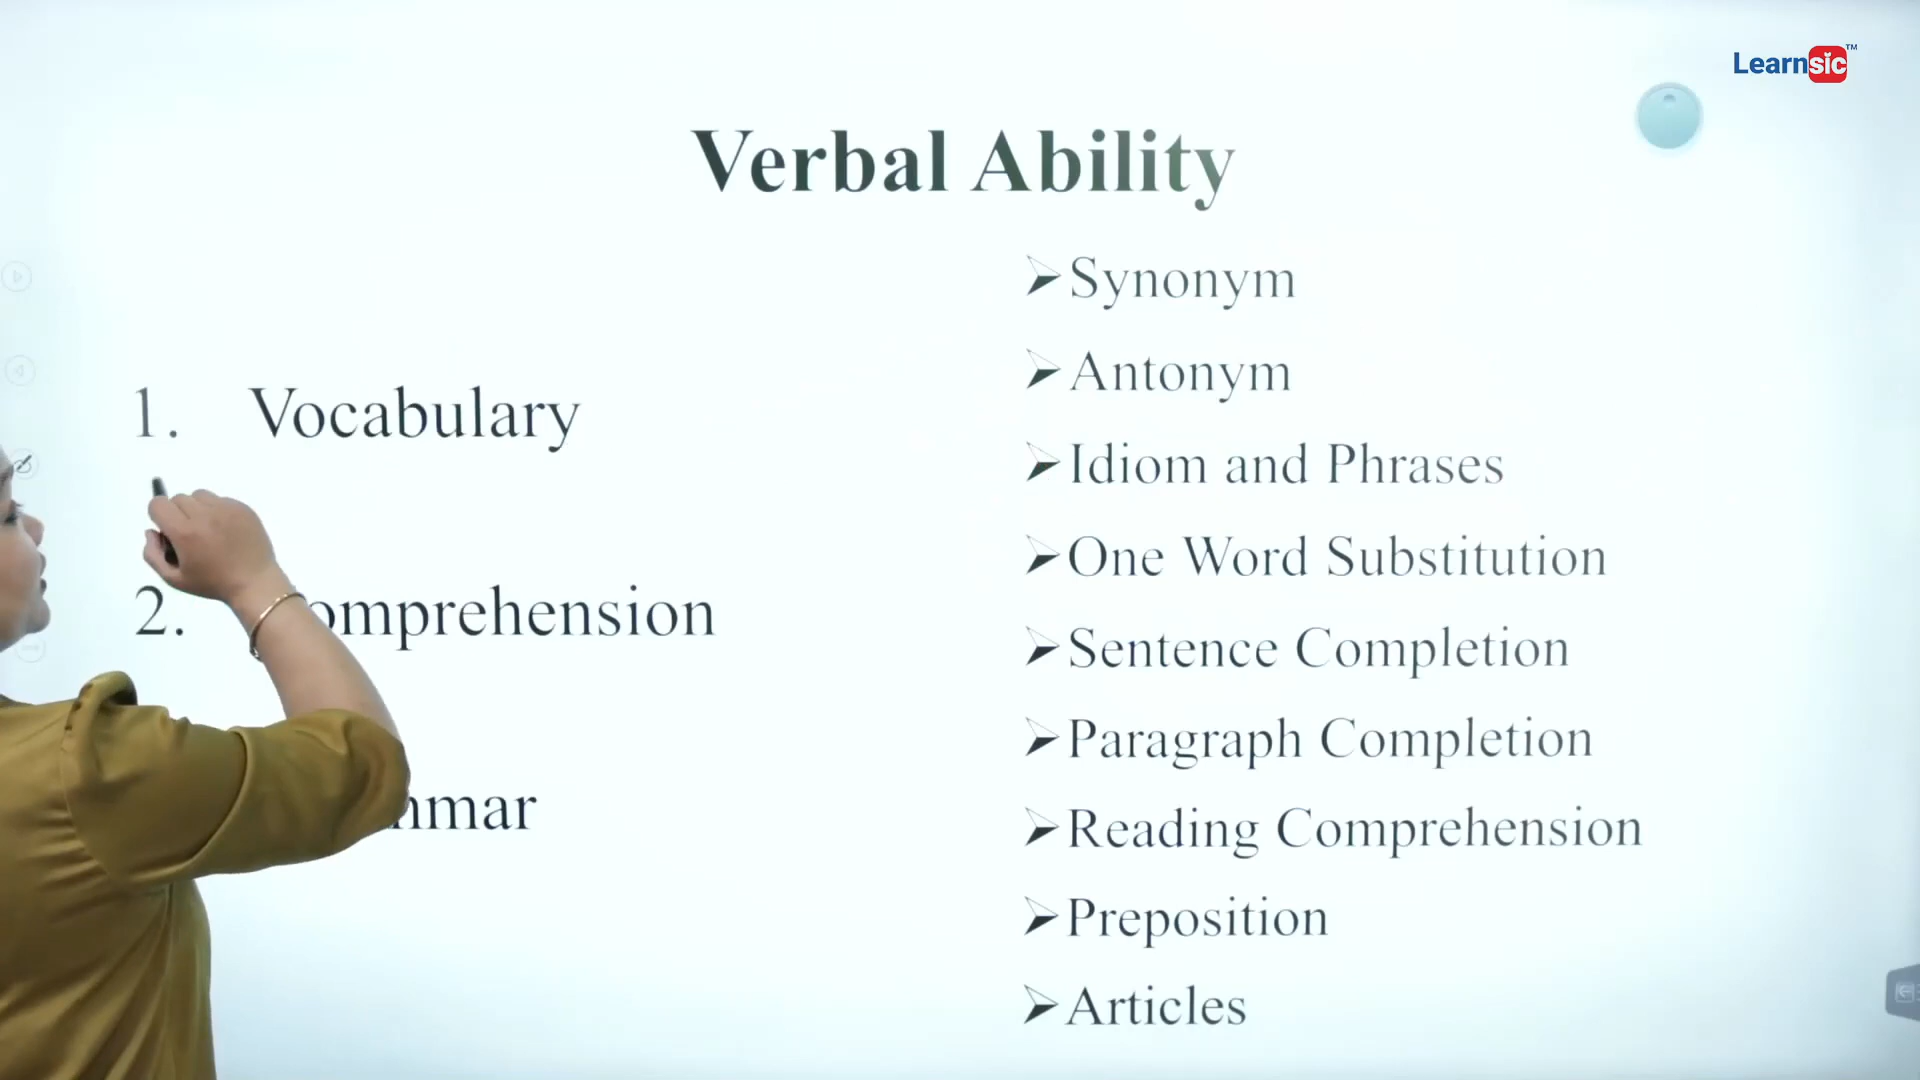 Learnsic™
Verbal Ability
1. Vocabulary
2.
➢Synonym
➢Antonym
➢Idiom and Phrases
➢One Word Substitution
➢Sentence Completion
➢Paragraph Completion
➢Reading Comprehension
➢Preposition
➢Articles